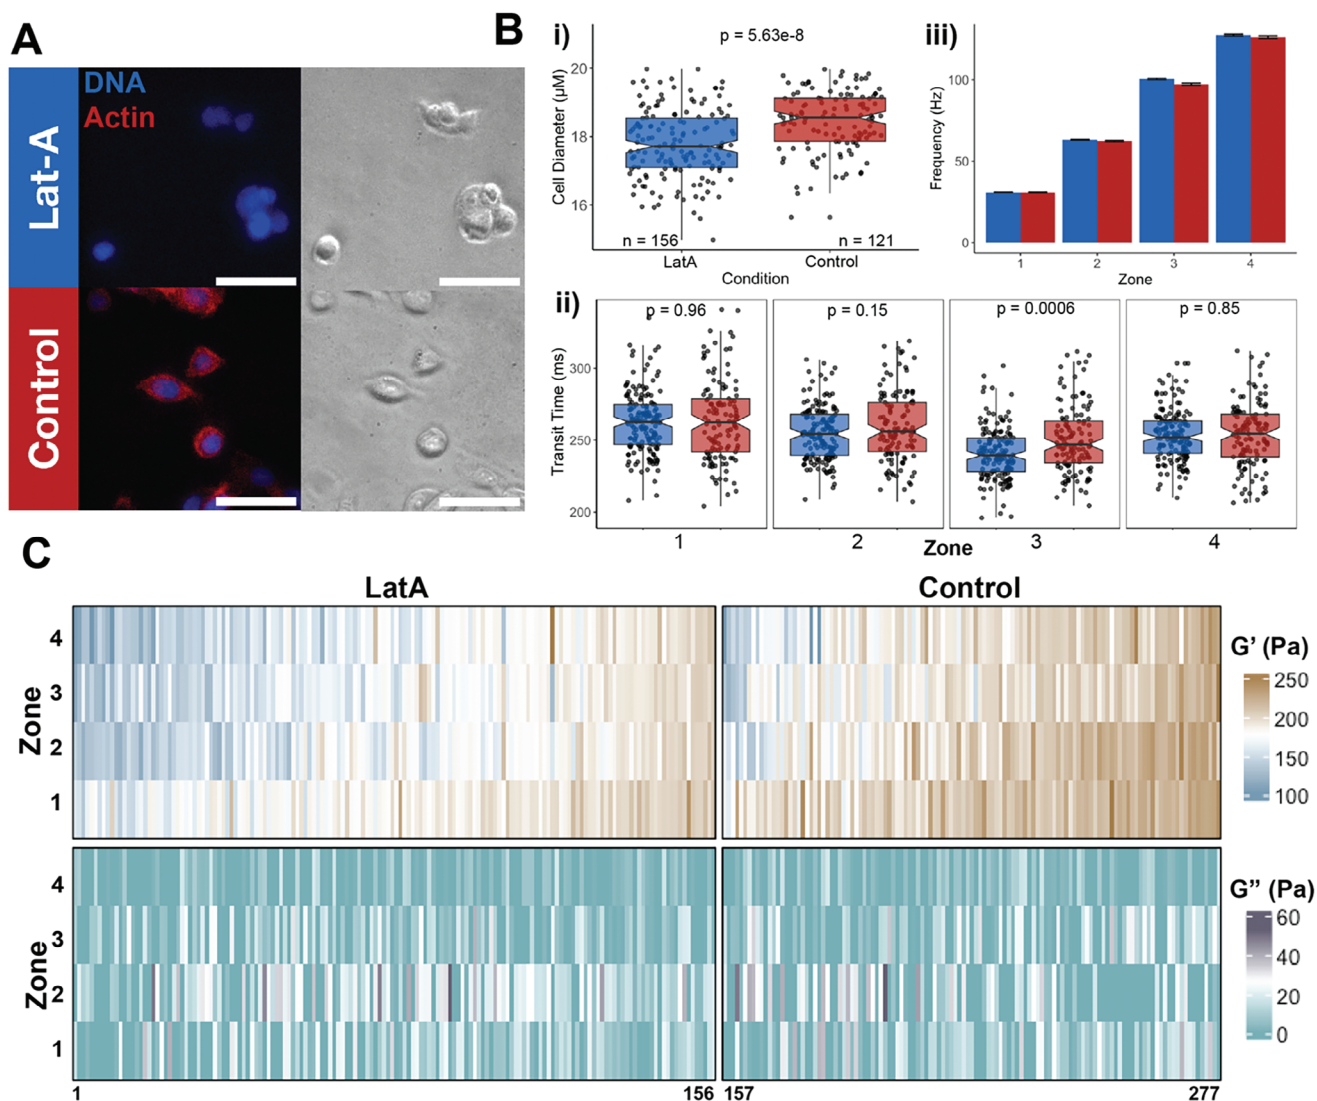 A
Lat-A
DNA
Actin
Control
B
i)
p = 5.63e-8
Cell Diameter (µM)
20
18
16
n = 156
n = 121
LatA
Control
Condition
iii)
Frequency (Hz)
100
50
0
1
2
3
4
Zone
ii)
Transit Time (ms)
300
250
200
p = 0.96
p = 0.15
p = 0.0006
p = 0.85
1
2
3
4
Zone
C
LatA
Control
Zone
4
3
2
1
G’ (Pa)
250
200
150
100
Zone
4
3
2
1
G” (Pa)
60
40
20
0
1
156
157
277